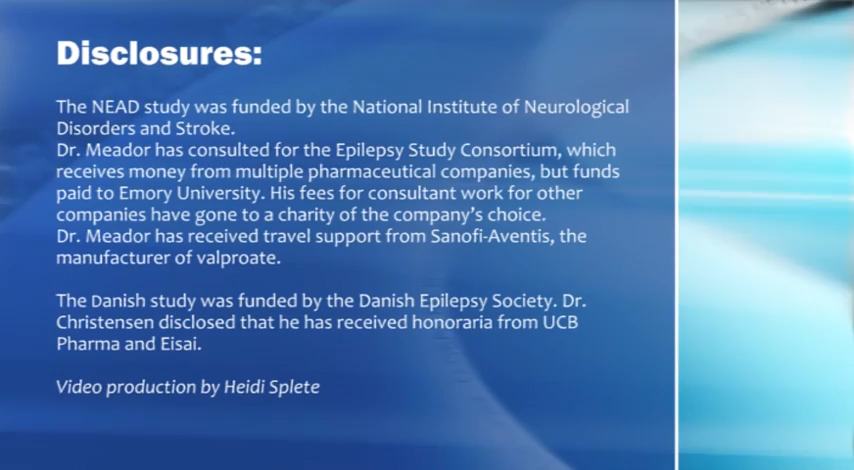 Disclosures:
The NEAD study was funded by the National Institute of Neurological
Disorders and Stroke.
Dr. Meador has consulted for the Epilepsy Study Consortium, which
receives money from multiple pharmaceutical companies, but funds
paid to Emory University. His fees for consultant work for other
companies have gone to a charity of the company's choice.
Dr. Meador has received travel support from Sanofi-Aventis, the
manufacturer of valproate.
The Danish study was funded by the Danish Epilepsy Society. Dr.
Christensen disclosed that he has received honoraria from UCB
Pharma and Eisai.
Video production by Heidi Splete